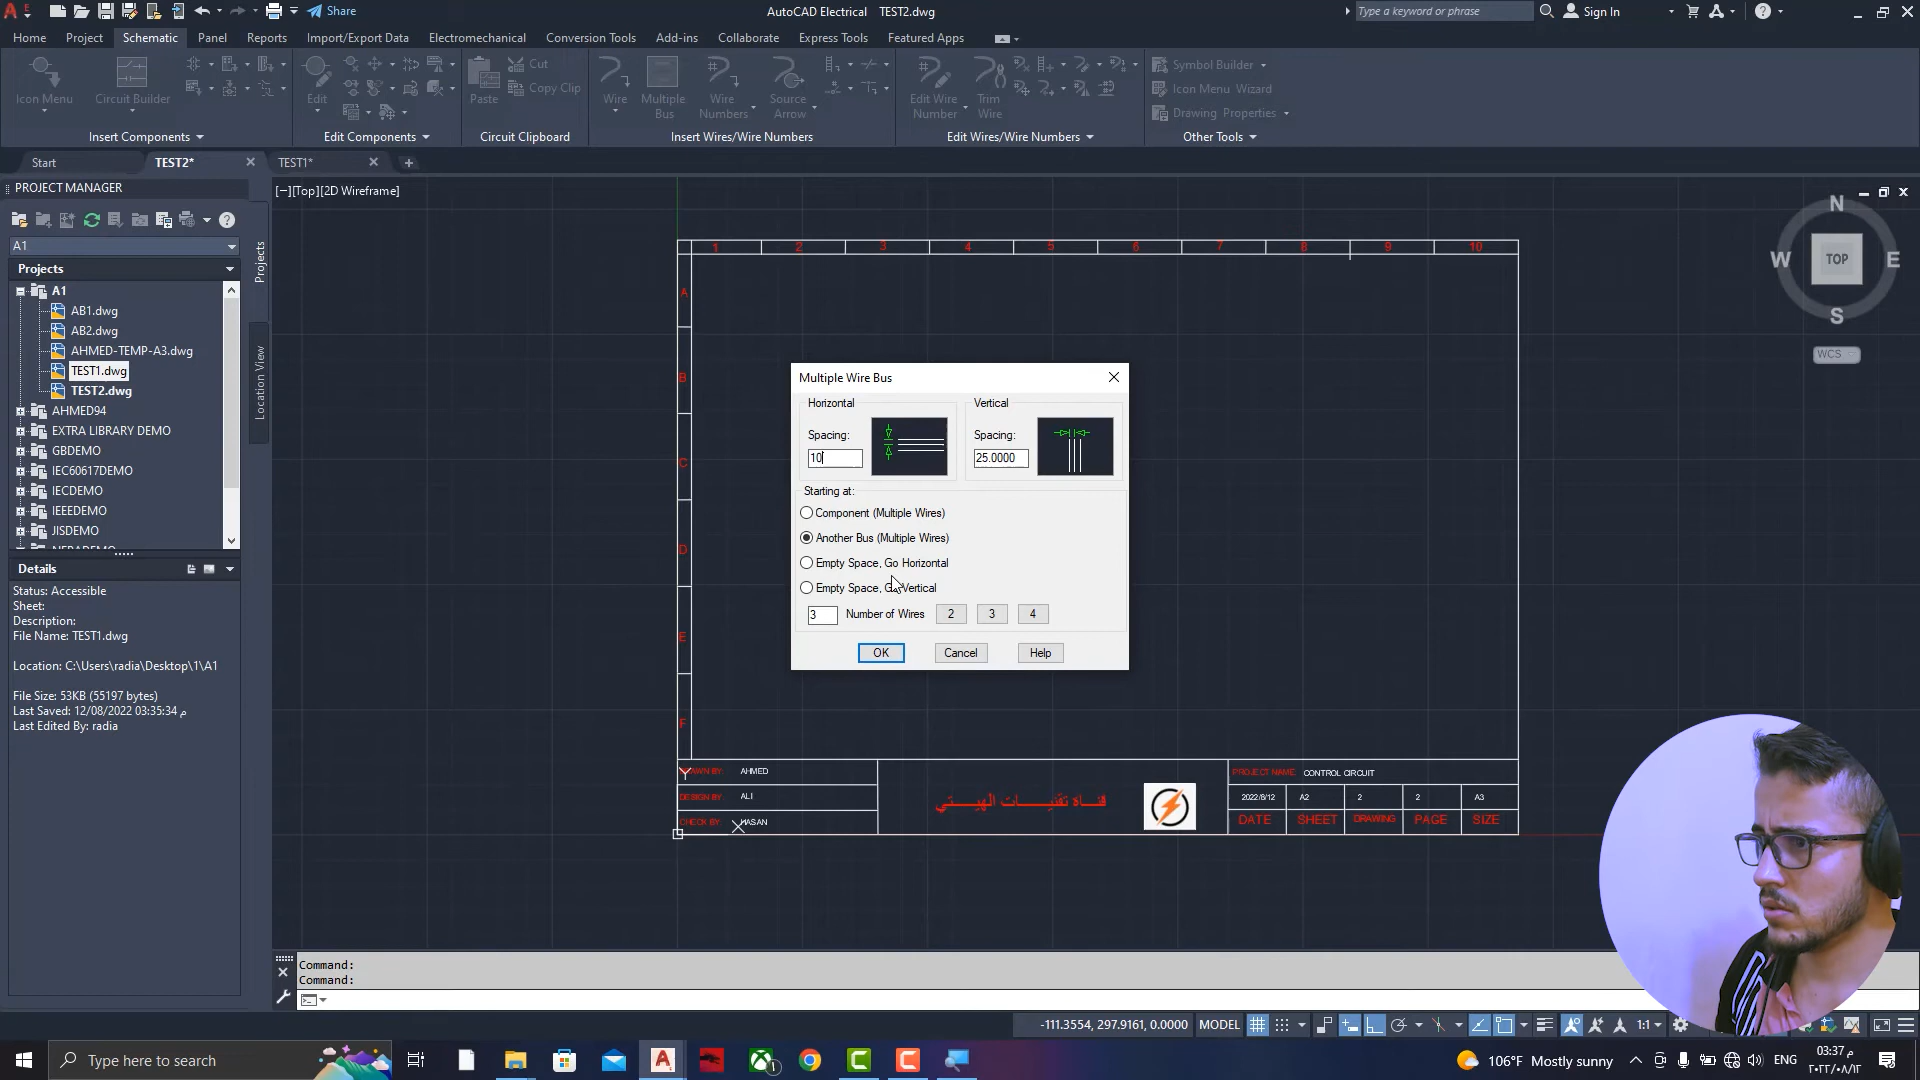 Share
AutoCAD Electrical TEST2.dwg
Type a keyword or phrase
Sign In
Home Project Schematic Panel Reports Import/Export Data Electromechanical Conversion Tools Add-ins Collaborate Express Tools Featured Apps
Icon Menu
Circuit Builder
Edit
Paste
Cut
Copy Clip
Wire
Multiple Bus
Wire Numbers
Source Arrow
Edit Wire Number
Trim Wire
Symbol Builder
Icon Menu Wizard
Drawing Properties
Insert Components
Edit Components
Circuit Clipboard
Insert Wires/Wire Numbers
Edit Wires/Wire Numbers
Other Tools
Start
TEST2*
TEST1*
PROJECT MANAGER
[−][Top][2D Wireframe]
A1
Projects
A1
AB1.dwg
AB2.dwg
AHMED-TEMP-A3.dwg
TEST1.dwg
TEST2.dwg
AHMED94
EXTRA LIBRARY DEMO
GBDEMO
IEC60617DEMO
IECDEMO
IEEEDEMO
JISDEMO
Projects
Location View
Details
Status: Accessible
Sheet:
Description:
File Name: TEST1.dwg
Location: C:\Users\radia\Desktop\1\A1
File Size: 53KB (55197 bytes)
Last Saved: 12/08/2022 03:35:34 م
Last Edited By: radia
1 2 3 4 5 6 7 8 9 10
A
B
C
D
E
F
N
W TOP E
S
WCS
Multiple Wire Bus
Horizontal
Spacing:
10
Vertical
Spacing:
25.0000
Starting at:
Component (Multiple Wires)
Another Bus (Multiple Wires)
Empty Space, Go Horizontal
Empty Space, Go Vertical
3 Number of Wires 2 3 4
OK Cancel Help
DRAWN BY: AHMED
DESIGN BY: ALI
CHECK BY: HASAN
Y
X
قناة تقنيات الهيتي
PROJECT NAME: CONTROL CIRCUIT
2022/8/12 A2 2 2 A3
DATE SHEET DRAWING PAGE SIZE
Command:
Command:
-111.3554, 297.9161, 0.0000 MODEL
1:1
Type here to search
106°F Mostly sunny
ENG
03:37 م
٢٠٢٢/٠٨/١٢